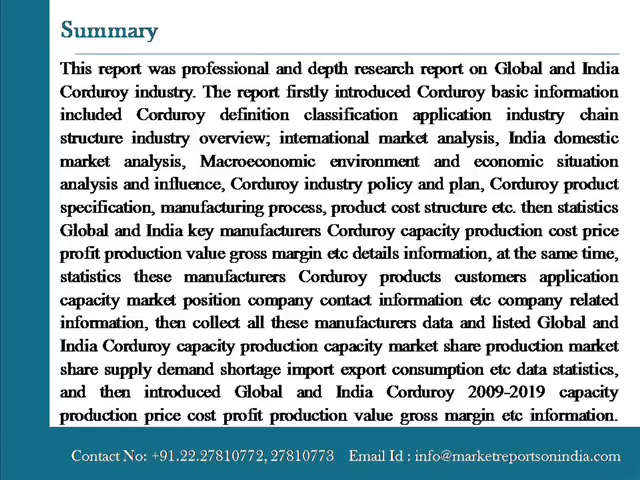 Summary
This report was professional and depth research report on Global and India
Corduroy industry. The report firstly introduced Corduroy basic information
included Corduroy definition classification application industry chain
structure industry overview; international market analysis, India domestic
market analysis, Macroeconomic environment and economic situation
analysis and influence, Corduroy industry policy and plan, Corduroy product
specification, manufacturing process, product cost structure etc. then statistics
Global and India key manufacturers Corduroy capacity production cost price
profit production value gross margin etc details information, at the same time,
statistics these manufacturers Corduroy products customers application
capacity market position company contact information etc company related
information, then collect all these manufacturers data and listed Global and
India Corduroy capacity production capacity market share production market
share supply demand shortage import export consumption etc data statistics,
and then introduced Global and India Corduroy 2009-2019 capacity
production price cost profit production value gross margin etc information.
Contact No: +91.22.27810772, 27810773 Email Id : info@marketreportsonindia.com